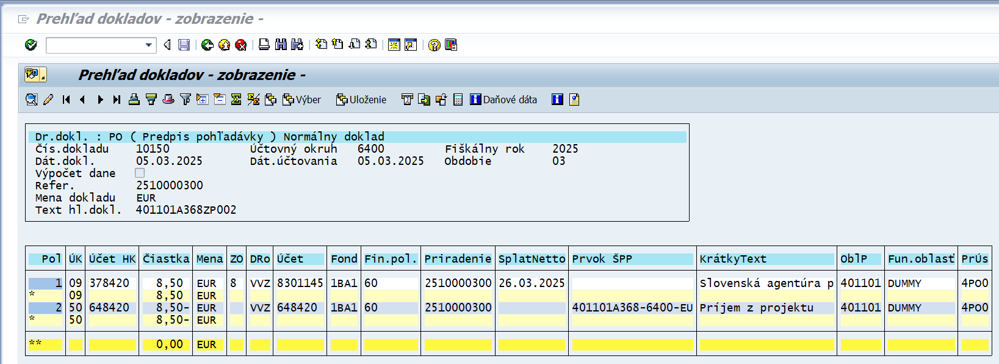 Prehľad dokladov - zobrazenie -
Prehľad dokladov - zobrazenie -
Výber Uloženie Daňové dáta
Dr.dokl. : PO ( Predpis pohľadávky ) Normálny doklad
Čís.dokladu 10150 Účtovný okruh 6400 Fiškálny rok 2025
Dát.dokl. 05.03.2025 Dát.účtovania 05.03.2025 Obdobie 03
Výpočet dane
Refer. 2510000300
Mena dokladu EUR
Text hl.dokl. 401101A368ZP002
Pol ÚK Účet HK Čiastka Mena ZO DRo Účet Fond Fin.pol. Priradenie SplatNetto Prvok ŠPP KrátkyText OblP Fun.oblasť PrÚs
1 09 378420 8,50 EUR 8 VVZ 8301145 1BA1 60 2510000300 26.03.2025 Slovenská agentúra p 401101 DUMMY 4PO0
* 09 8,50 EUR
2 50 648420 8,50- EUR VVZ 648420 1BA1 60 2510000300 401101A368-6400-EU Príjem z projektu 401101 DUMMY 4PO0
* 50 8,50- EUR
** 0,00 EUR